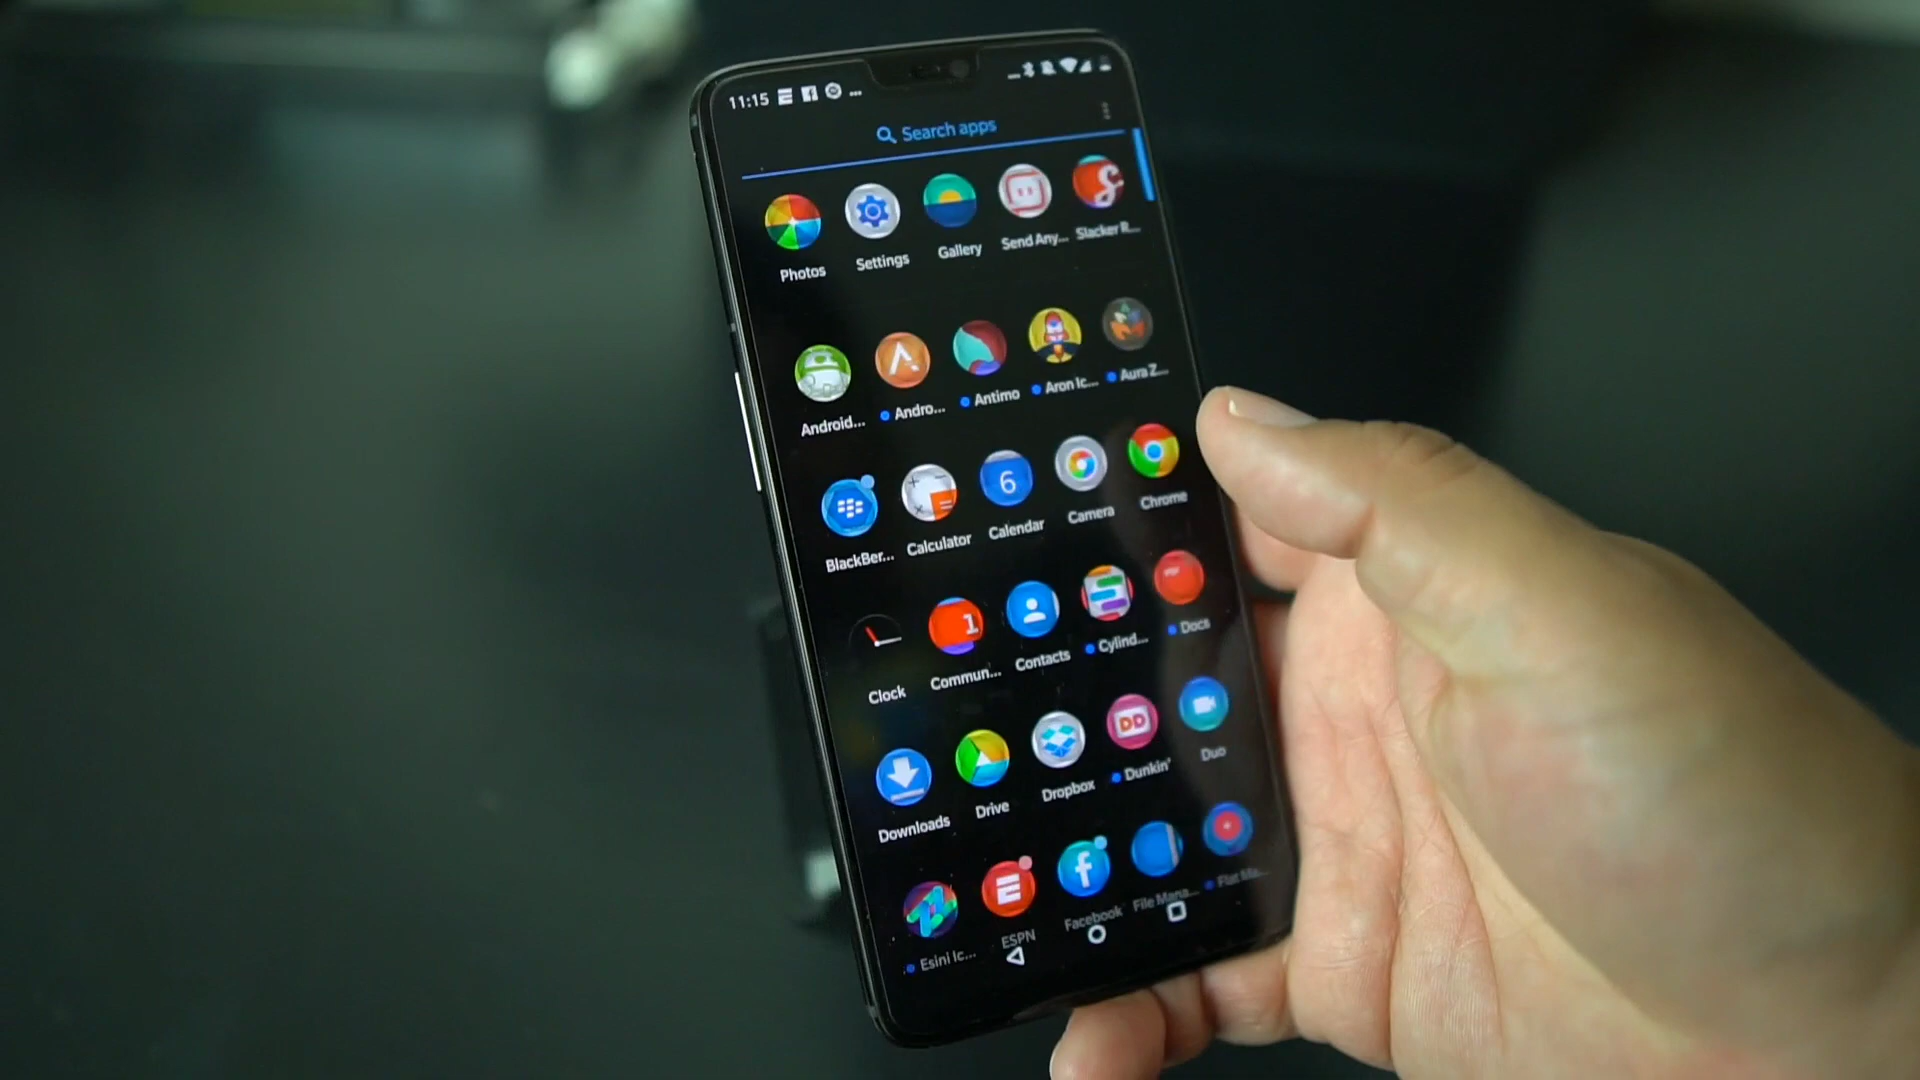 11:15
Search apps
Photos Settings Gallery Send Any... Slacker R...
Android... Andro... Antimo Aron Ic... Aura Z...
6
BlackBer... Calculator Calendar Camera Chrome
1
Clock Commun... Contacts Cylind... Docs
DD
Downloads Drive Dropbox Dunkin' Duo
Esini Ic... ESPN Facebook File Mana... Flat Ma...